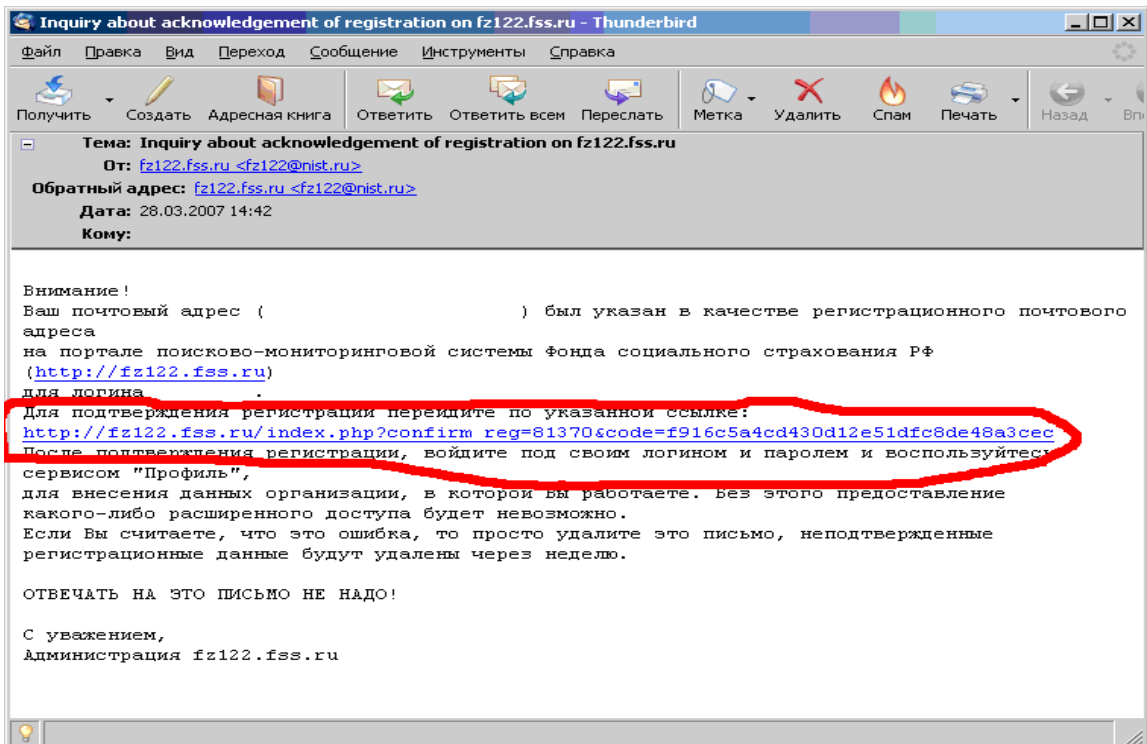 Inquiry about acknowledgement of registration on fz122.fss.ru - Thunderbird
Файл Правка Вид Переход Сообщение Инструменты Справка
Получить Создать Адресная книга Ответить Ответить всем Переслать Метка Удалить Спам Печать Назад Впе
Тема: Inquiry about acknowledgement of registration on fz122.fss.ru
От: fz122.fss.ru <fz122@nist.ru>
Обратный адрес: fz122.fss.ru <fz122@nist.ru>
Дата: 28.03.2007 14:42
Кому:
Внимание!
Ваш почтовый адрес ( ) был указан в качестве регистрационного почтового
адреса
на портале поисково-мониторинговой системы Фонда социального страхования РФ
(http://fz122.fss.ru)
для логина .
Для подтверждения регистрации перейдите по указанной ссылке:
http://fz122.fss.ru/index.php?confirm_reg=81370&code=f916c5a4cd430d12e51dfc8de48a3cec
После подтверждения регистрации, войдите под своим логином и паролем и воспользуйтесь
сервисом "Профиль",
для внесения данных организации, в которой Вы работаете. Без этого предоставление
какого-либо расширенного доступа будет невозможно.
Если Вы считаете, что это ошибка, то просто удалите это письмо, неподтвержденные
регистрационные данные будут удалены через неделю.
ОТВЕЧАТЬ НА ЭТО ПИСЬМО НЕ НАДО!
С уважением,
Администрация fz122.fss.ru